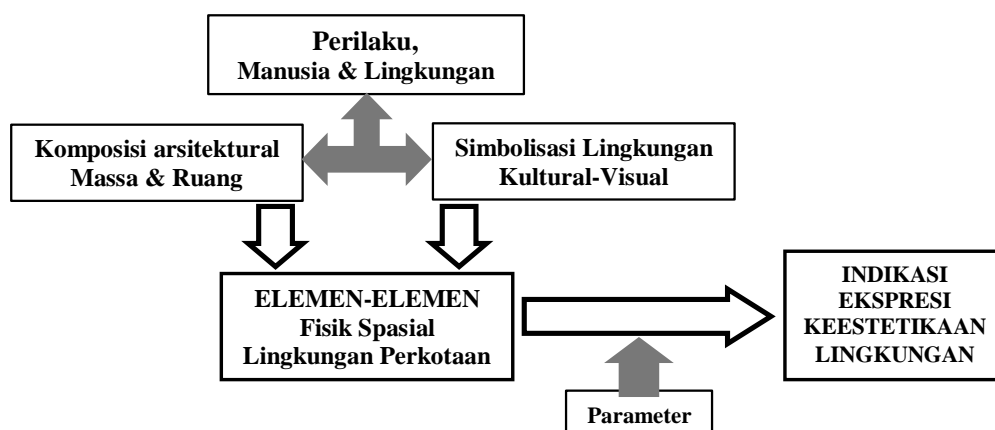 Perilaku,
Manusia & Lingkungan
Komposisi arsitektural
Massa & Ruang
Simbolisasi Lingkungan
Kultural-Visual
ELEMEN-ELEMEN
Fisik Spasial
Lingkungan Perkotaan
INDIKASI
EKSPRESI
KEESTETIKAAN
LINGKUNGAN
Parameter